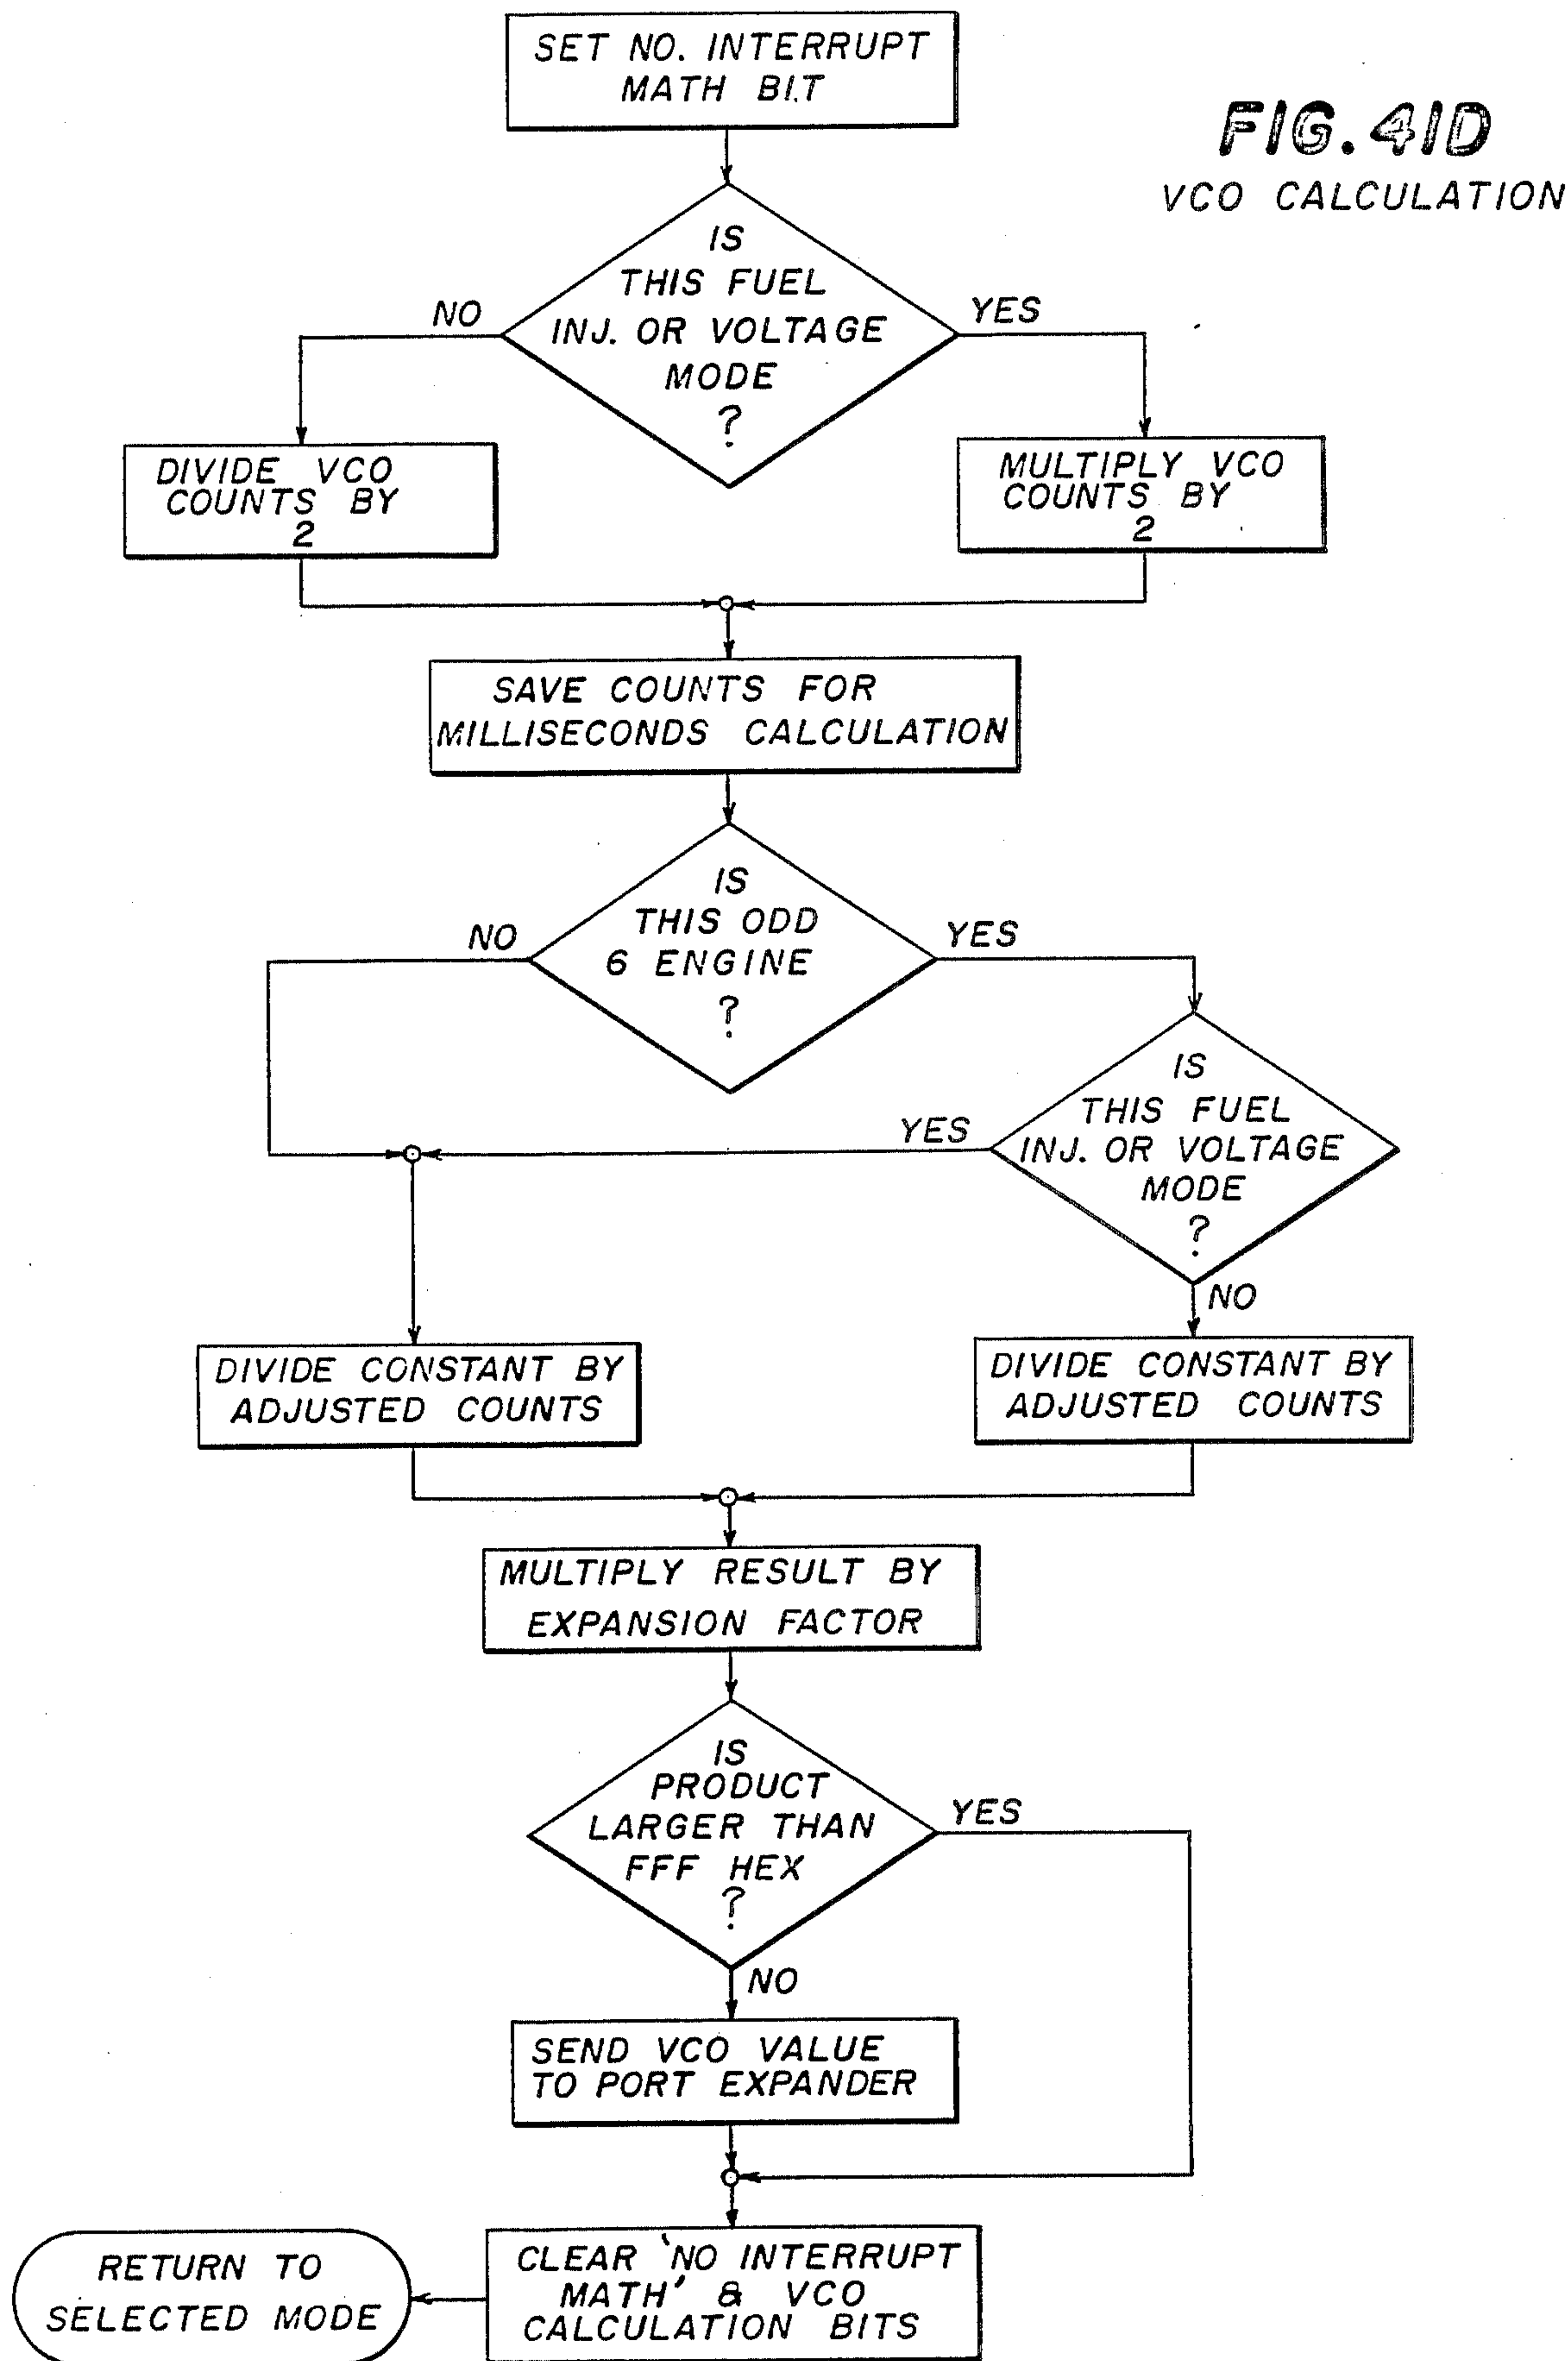 SET NO. INTERRUPT
MATH BIT
FIG. 41D
VCO CALCULATION
IS
THIS FUEL
INJ. OR VOLTAGE
MODE
?
NO
YES
DIVIDE VCO
COUNTS BY
2
MULTIPLY VCO
COUNTS BY
2
SAVE COUNTS FOR
MILLISECONDS CALCULATION
IS
THIS ODD
6 ENGINE
?
NO
YES
IS
THIS FUEL
INJ. OR VOLTAGE
MODE
?
YES
NO
DIVIDE CONSTANT BY
ADJUSTED COUNTS
DIVIDE CONSTANT BY
ADJUSTED COUNTS
MULTIPLY RESULT BY
EXPANSION FACTOR
IS
PRODUCT
LARGER THAN
FFF HEX
?
YES
NO
SEND VCO VALUE
TO PORT EXPANDER
CLEAR 'NO INTERRUPT
MATH' & VCO
CALCULATION BITS
RETURN TO
SELECTED MODE